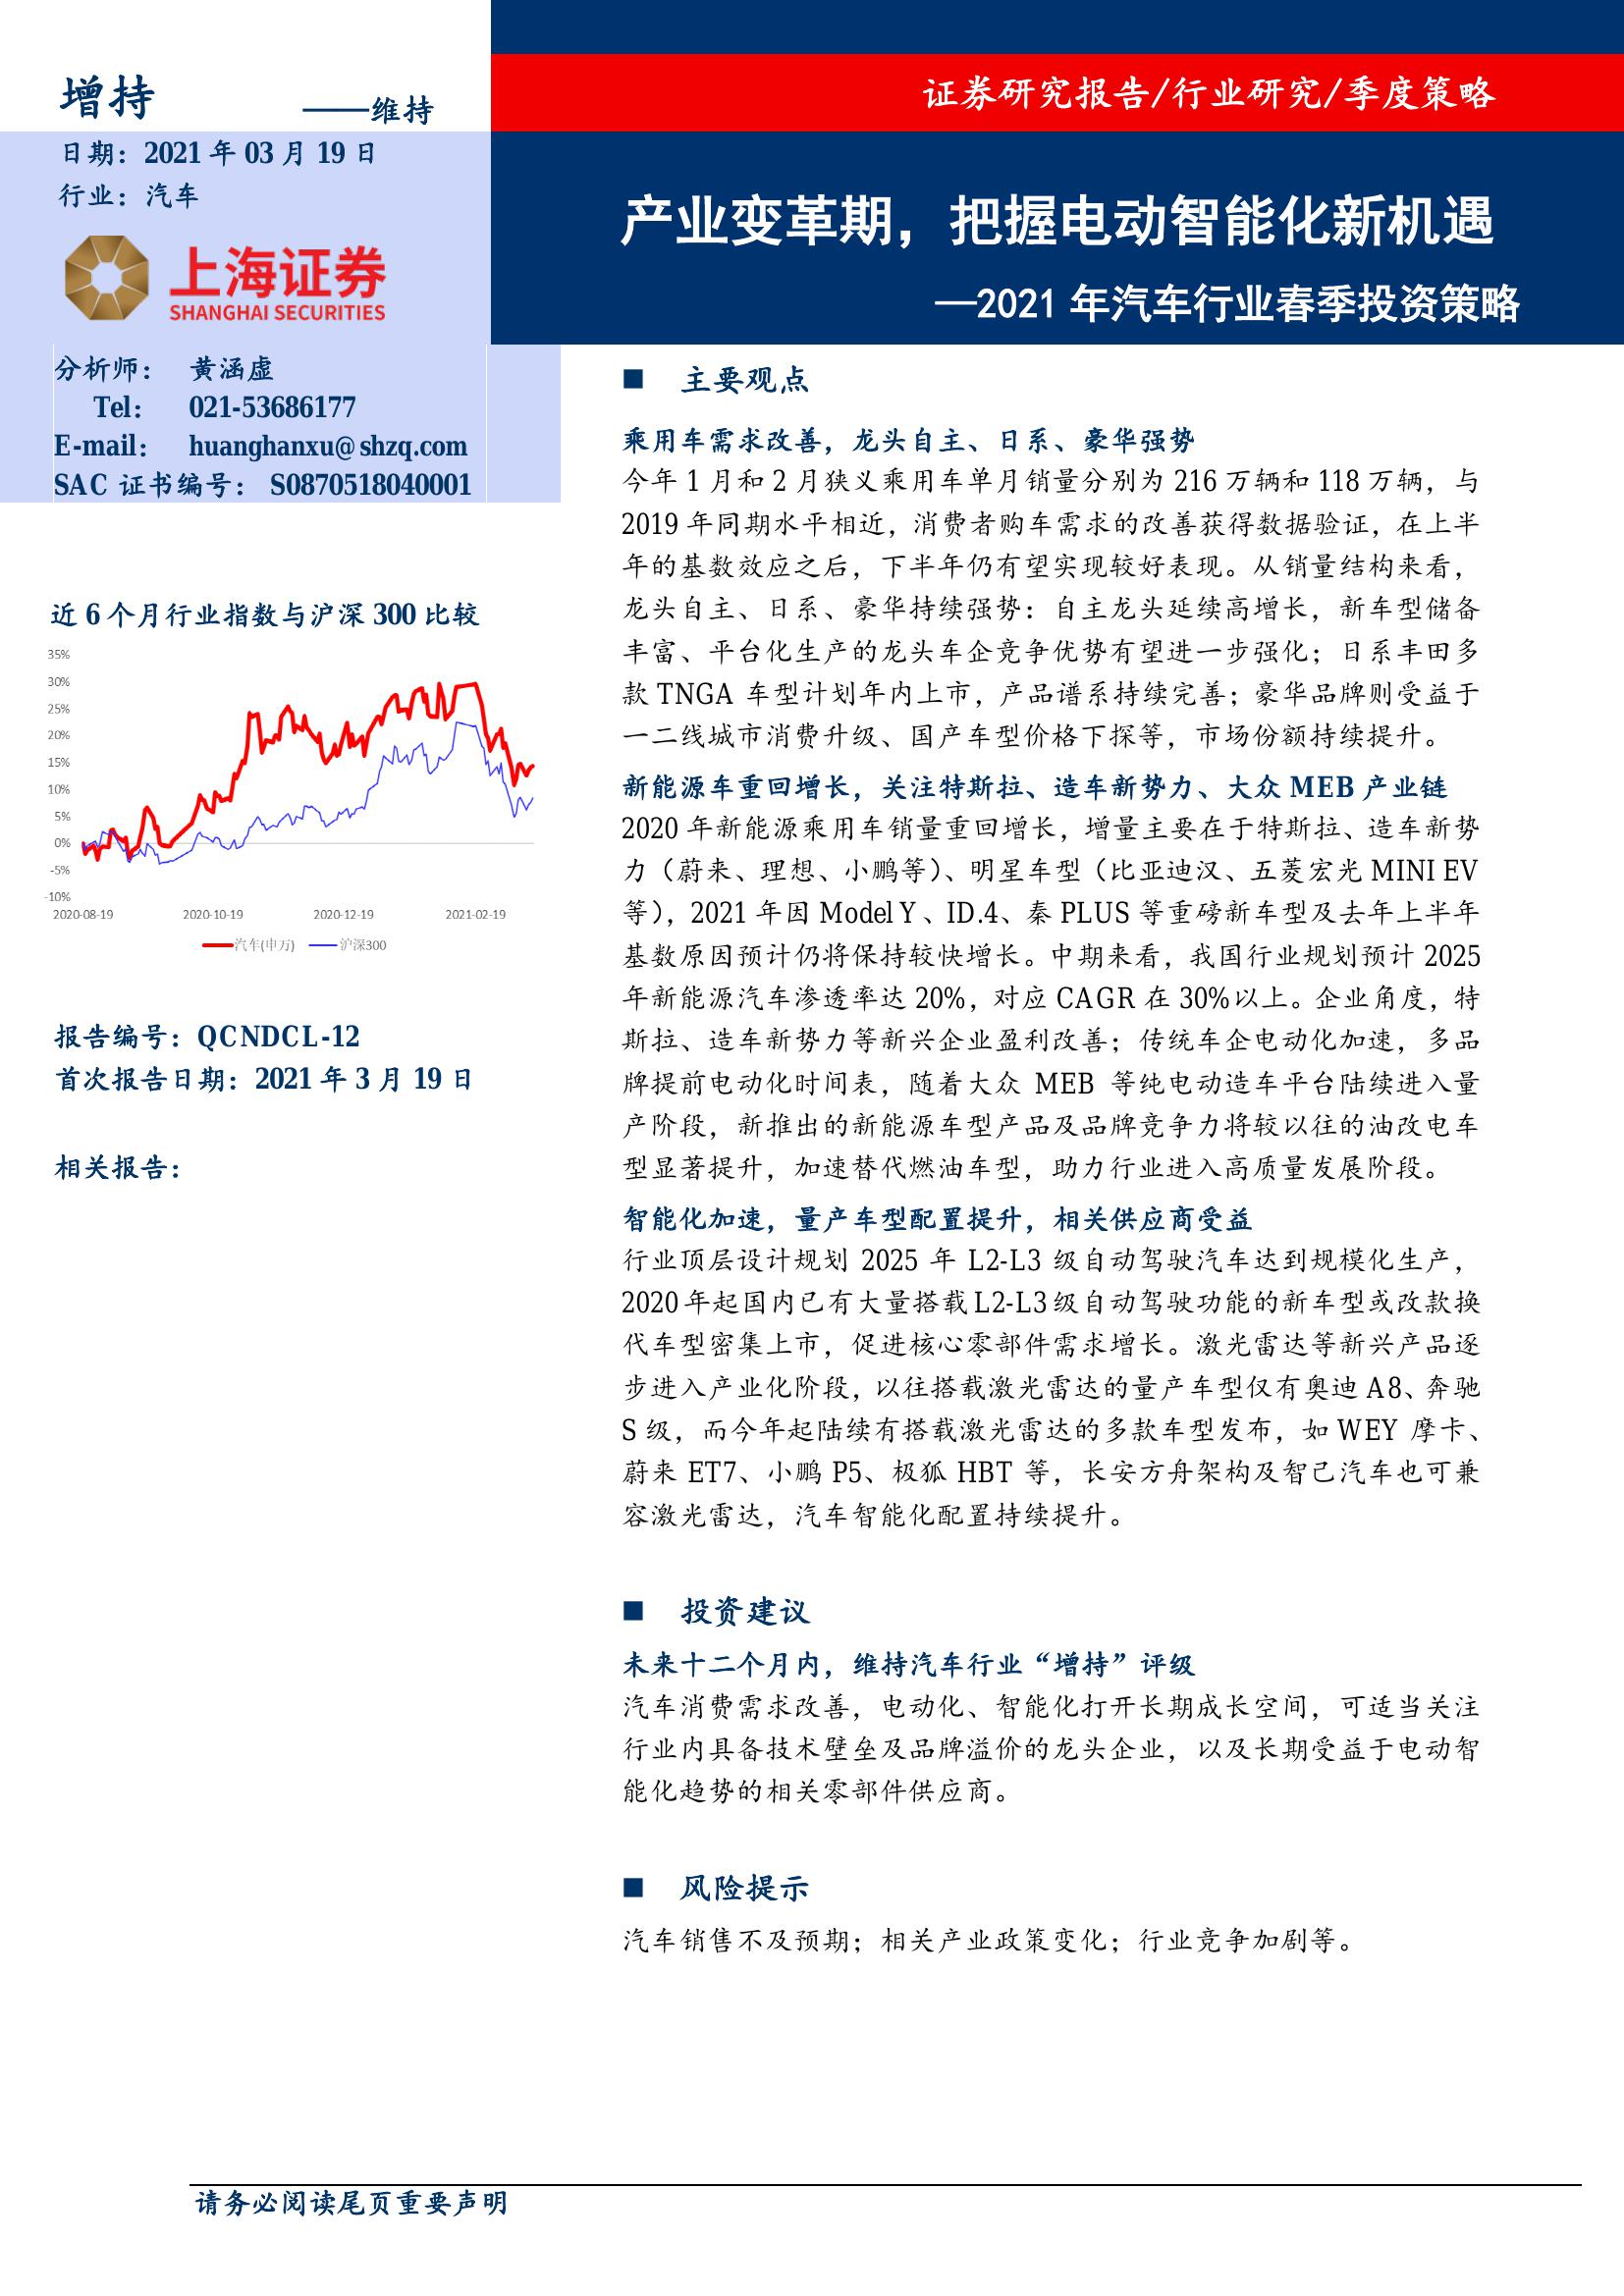 增持 ——维持
日期：2021 年 03 月 19 日
行业：汽车
上海证券
SHANGHAI SECURITIES
分析师： 黄涵虚
Tel： 021-53686177
E-mail： huanghanxu@shzq.com
SAC 证书编号： S0870518040001
近 6 个月行业指数与沪深 300 比较
35%
30%
25%
20%
15%
10%
5%
0%
-5%
-10%
2020-08-19 2020-10-19 2020-12-19 2021-02-19
汽车(申万) 沪深300
报告编号：QCNDCL-12
首次报告日期：2021 年 3 月 19 日
相关报告：
证券研究报告/行业研究/季度策略
产业变革期，把握电动智能化新机遇
—2021 年汽车行业春季投资策略
■ 主要观点
乘用车需求改善，龙头自主、日系、豪华强势
今年 1 月和 2 月狭义乘用车单月销量分别为 216 万辆和 118 万辆，与
2019 年同期水平相近，消费者购车需求的改善获得数据验证，在上半
年的基数效应之后，下半年仍有望实现较好表现。从销量结构来看，
龙头自主、日系、豪华持续强势：自主龙头延续高增长，新车型储备
丰富、平台化生产的龙头车企竞争优势有望进一步强化；日系丰田多
款 TNGA 车型计划年内上市，产品谱系持续完善；豪华品牌则受益于
一二线城市消费升级、国产车型价格下探等，市场份额持续提升。
新能源车重回增长，关注特斯拉、造车新势力、大众 MEB 产业链
2020 年新能源乘用车销量重回增长，增量主要在于特斯拉、造车新势
力（蔚来、理想、小鹏等）、明星车型（比亚迪汉、五菱宏光 MINI EV
等），2021 年因 Model Y 、ID.4、秦 PLUS 等重磅新车型及去年上半年
基数原因预计仍将保持较快增长。中期来看，我国行业规划预计 2025
年新能源汽车渗透率达 20%，对应 CAGR 在 30%以上。企业角度，特
斯拉、造车新势力等新兴企业盈利改善；传统车企电动化加速，多品
牌提前电动化时间表，随着大众 MEB 等纯电动造车平台陆续进入量
产阶段，新推出的新能源车型产品及品牌竞争力将较以往的油改电车
型显著提升，加速替代燃油车型，助力行业进入高质量发展阶段。
智能化加速，量产车型配置提升，相关供应商受益
行业顶层设计规划 2025 年 L2-L3 级自动驾驶汽车达到规模化生产，
2020 年起国内已有大量搭载 L2-L3 级自动驾驶功能的新车型或改款换
代车型密集上市，促进核心零部件需求增长。激光雷达等新兴产品逐
步进入产业化阶段，以往搭载激光雷达的量产车型仅有奥迪 A8、奔驰
S 级，而今年起陆续有搭载激光雷达的多款车型发布，如 WEY 摩卡、
蔚来 ET7、小鹏 P5、极狐 HBT 等，长安方舟架构及智己汽车也可兼
容激光雷达，汽车智能化配置持续提升。
■ 投资建议
未来十二个月内，维持汽车行业“增持”评级
汽车消费需求改善，电动化、智能化打开长期成长空间，可适当关注
行业内具备技术壁垒及品牌溢价的龙头企业，以及长期受益于电动智
能化趋势的相关零部件供应商。
■ 风险提示
汽车销售不及预期；相关产业政策变化；行业竞争加剧等。
请务必阅读尾页重要声明